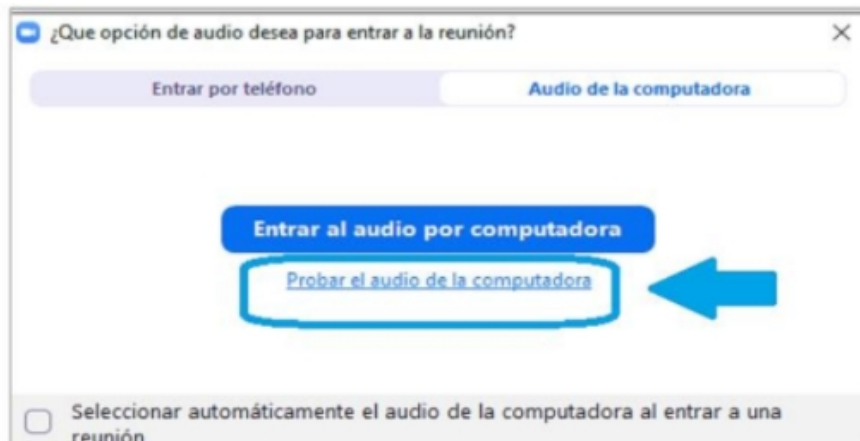 ¿Que opción de audio desea para entrar a la reunión?
Entrar por teléfono
Audio de la computadora
Entrar al audio por computadora
Probar el audio de la computadora
Seleccionar automáticamente el audio de la computadora al entrar a una
reunión